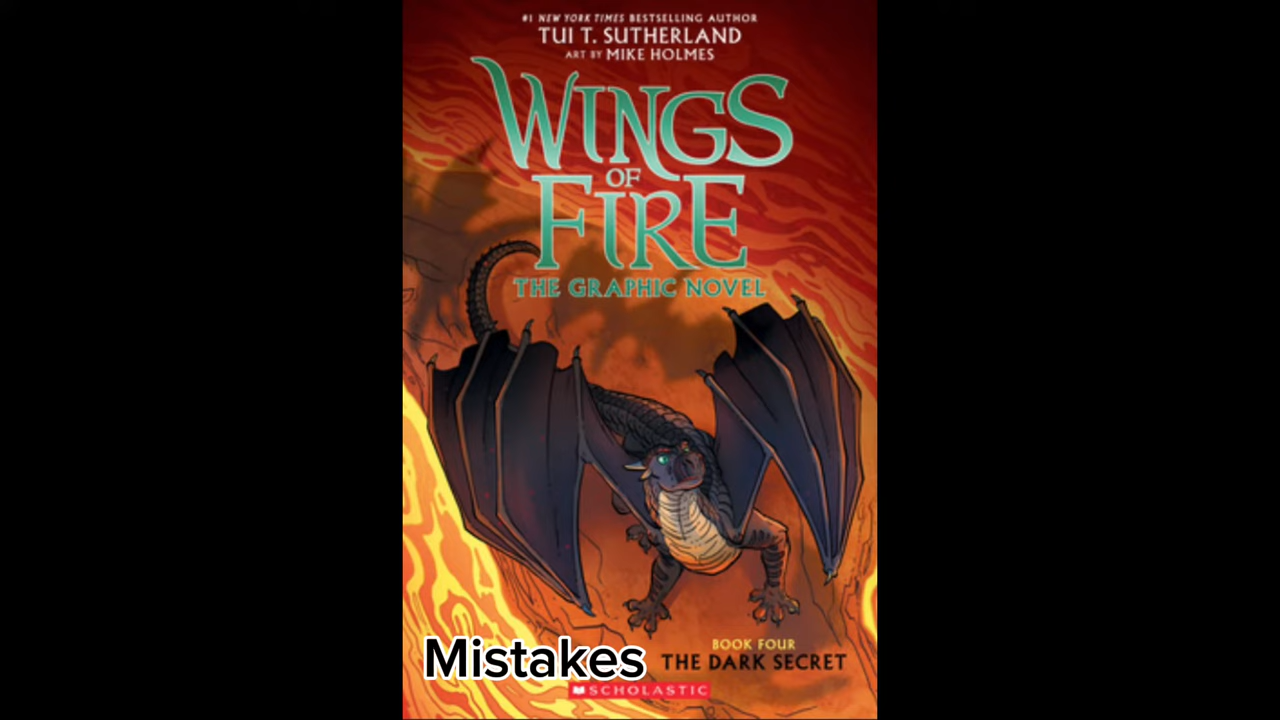 #1 NEW YORK TIMES BESTSELLING AUTHOR
TUI T. SUTHERLAND
ART BY MIKE HOLMES
WINGS
OF
FIRE
THE GRAPHIC NOVEL
BOOK FOUR
THE DARK SECRET
Mistakes
SCHOLASTIC